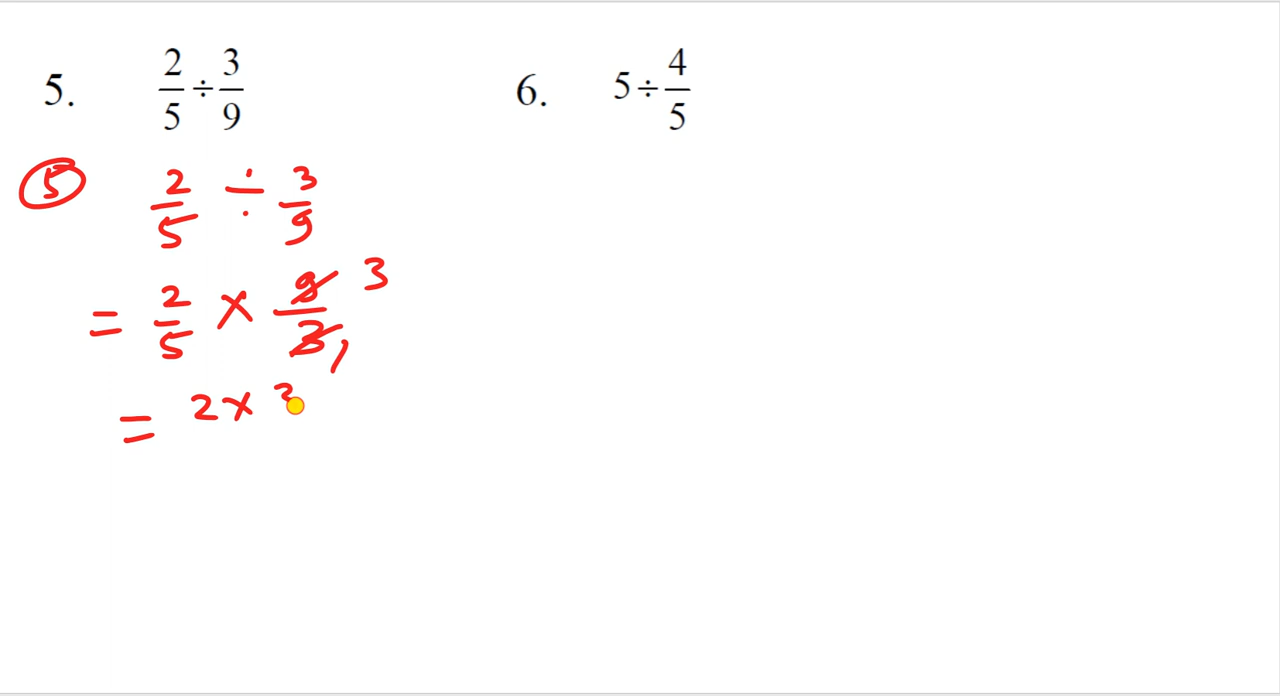 5. 2/5 ÷ 3/9
6. 5 ÷ 4/5
5 2/5 ÷ 3/9
= 2/5 × 9/3 3 1
= 2 × 3